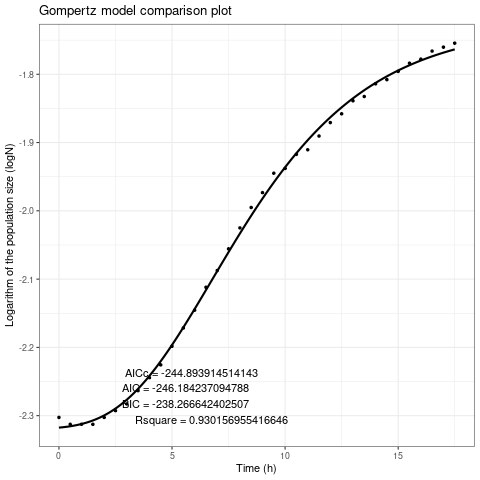 Gompertz model comparison plot
Logarithm of the population size (logN)
-1.8
-1.9
-2.0
-2.1
-2.2
-2.3
AICc = -244.893914514143
AIC = -246.184237094788
BIC = -238.266642402507
Rsquare = 0.930156955416646
0 5 10 15
Time (h)